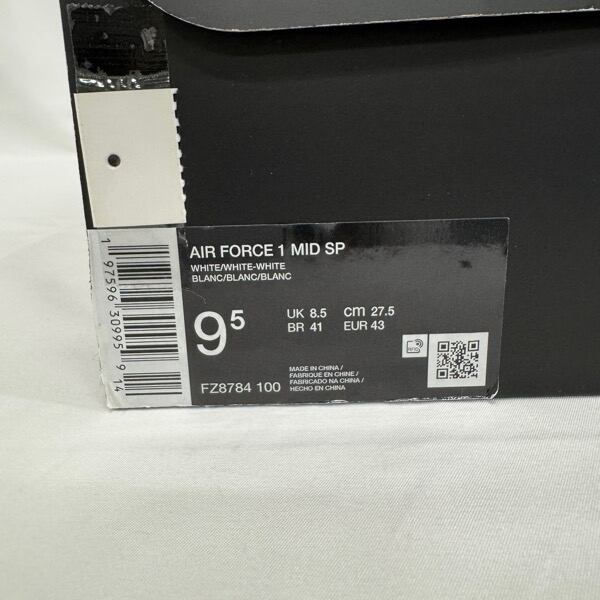 AIR FORCE 1 MID SP
WHITE/WHITE-WHITE
BLANC/BLANC/BLANC
9⁵
UK 8.5 cm 27.5
BR 41 EUR 43
RFID
FZ8784 100
MADE IN CHINA /
FABRIQUE EN CHINE /
FABRICADO NA CHINA /
HECHO EN CHINA
1 97596 30995 9 14